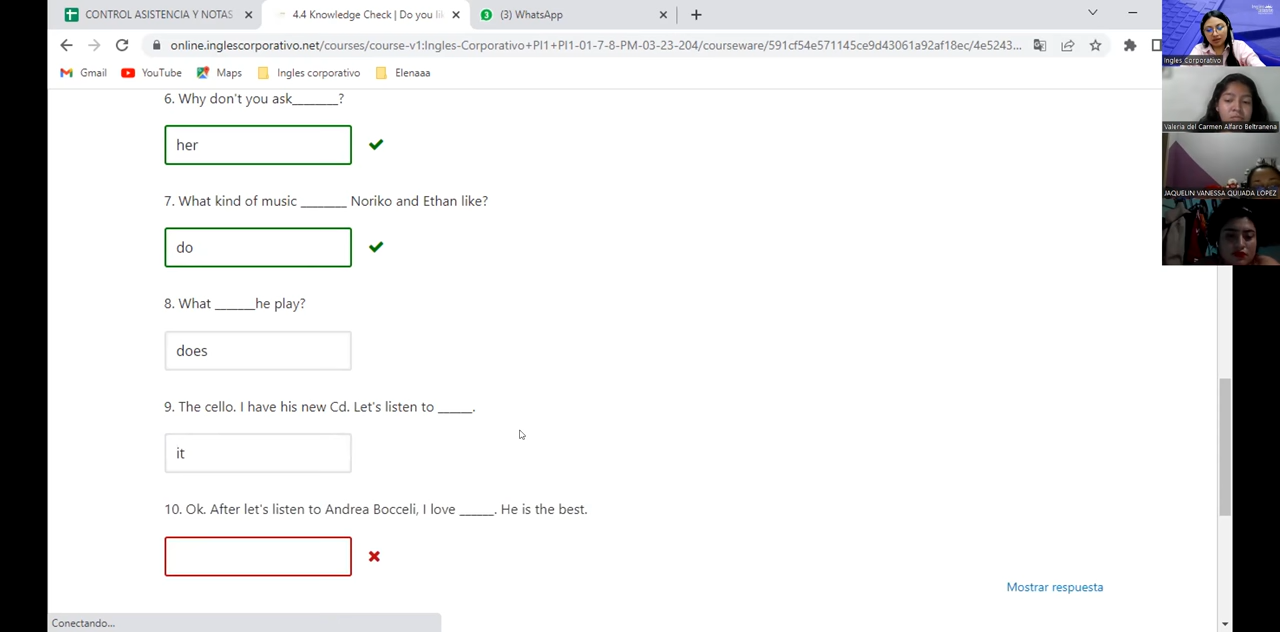 CONTROL ASISTENCIA Y NOTAS
4.4 Knowledge Check | Do you li
(3) WhatsApp
online.inglescorporativo.net/courses/course-v1:Ingles-Corporativo+PI1+PI1-01-7-8-PM-03-23-204/courseware/591cf54e571145ce9d43061a92af18ec/4e5243...
Gmail
YouTube
Maps
Ingles corporativo
Elenaaa
6. Why don't you ask________?
her
7. What kind of music ________ Noriko and Ethan like?
do
8. What _______he play?
does
9. The cello. I have his new Cd. Let's listen to ______.
it
10. Ok. After let's listen to Andrea Bocceli, I love ______. He is the best.
Mostrar respuesta
Conectando...
Ingles Corporativo
Valeria del Carmen Alfaro Beltranena
JAQUELIN VANESSA QUIJADA LOPEZ